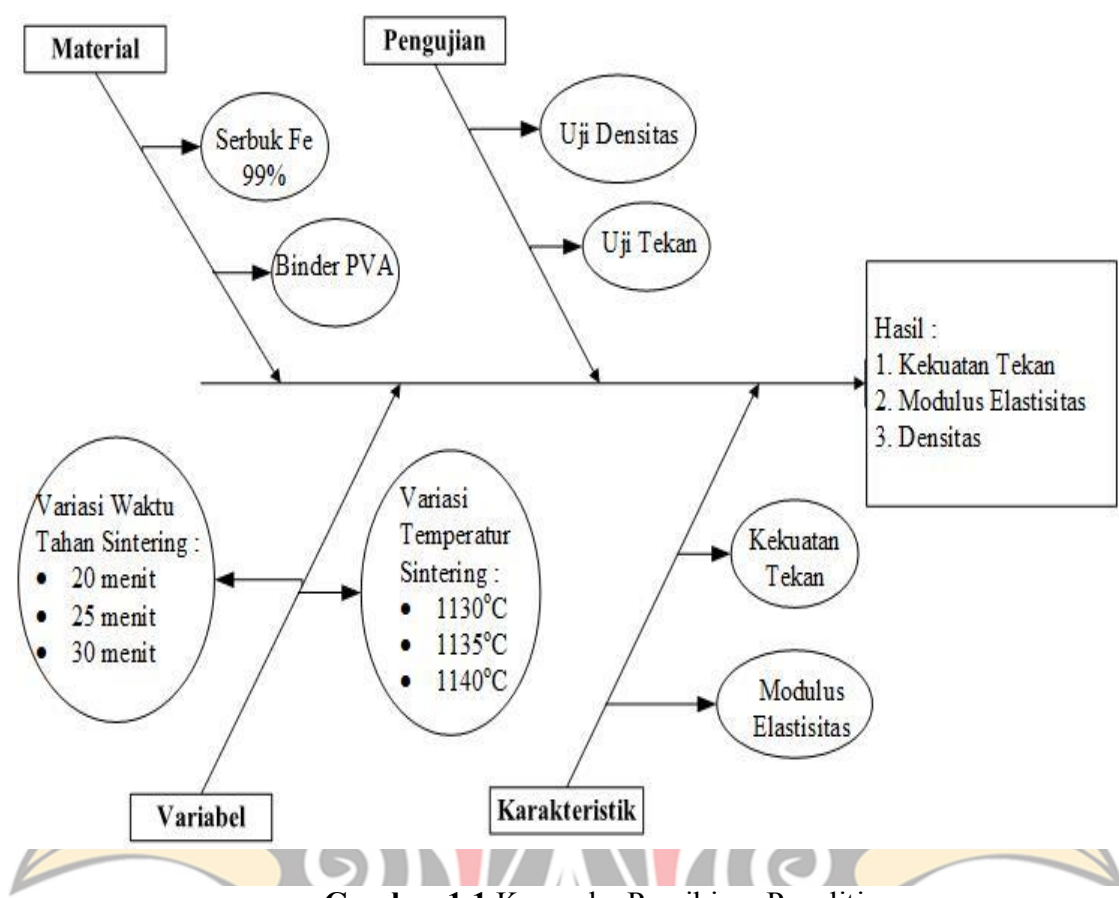 Material
Pengujian
Serbuk Fe
99%
Uji Densitas
Binder PVA
Uji Tekan
Hasil :
1. Kekuatan Tekan
2. Modulus Elastisitas
3. Densitas
Variasi Waktu
Tahan Sintering :
• 20 menit
• 25 menit
• 30 menit
Variasi
Temperatur
Sintering :
• 1130°C
• 1135°C
• 1140°C
Kekuatan
Tekan
Modulus
Elastisitas
Variabel
Karakteristik
1.1